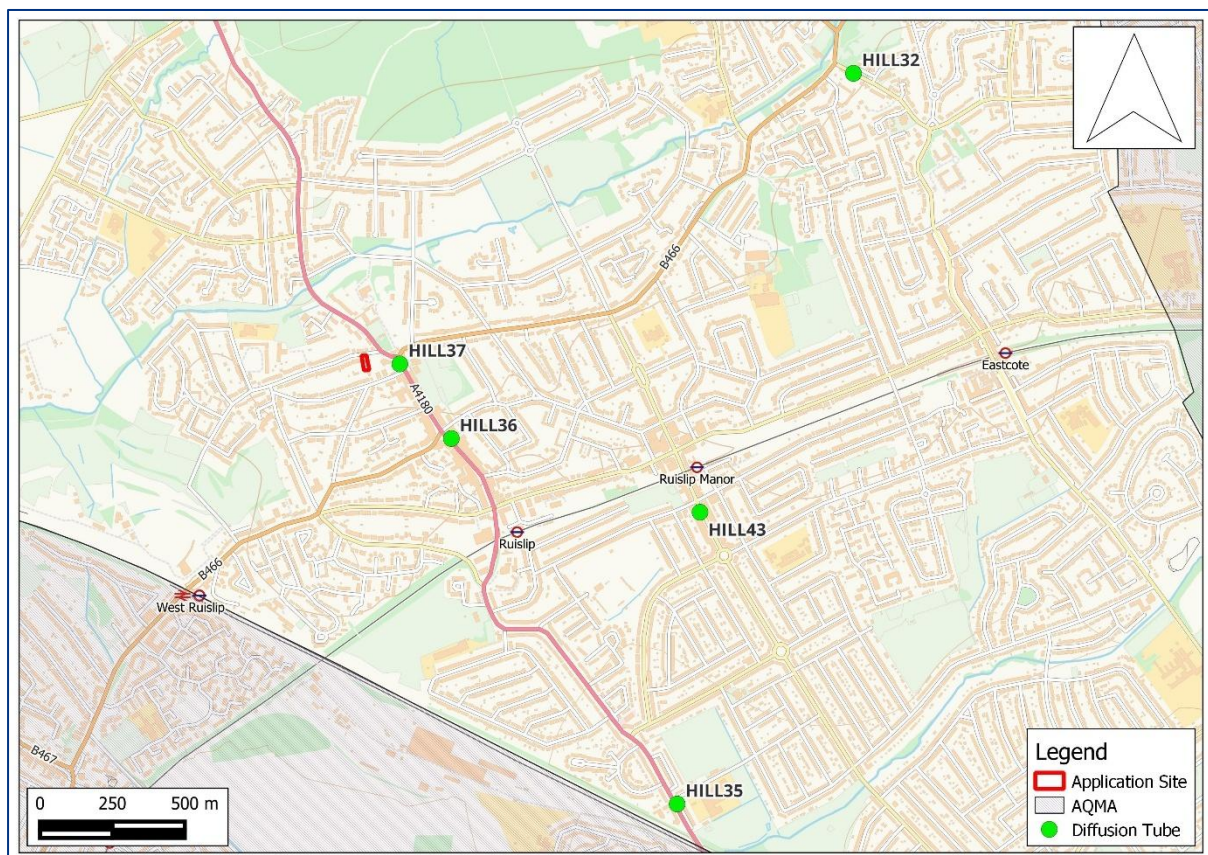 HILL32
B466
Eastcote
HILL37
A4180
HILL36
Ruislip Manor
HILL43
Ruislip
B466
West Ruislip
B467
HILL35
Legend
Application Site
AQMA
Diffusion Tube
0 250 500 m